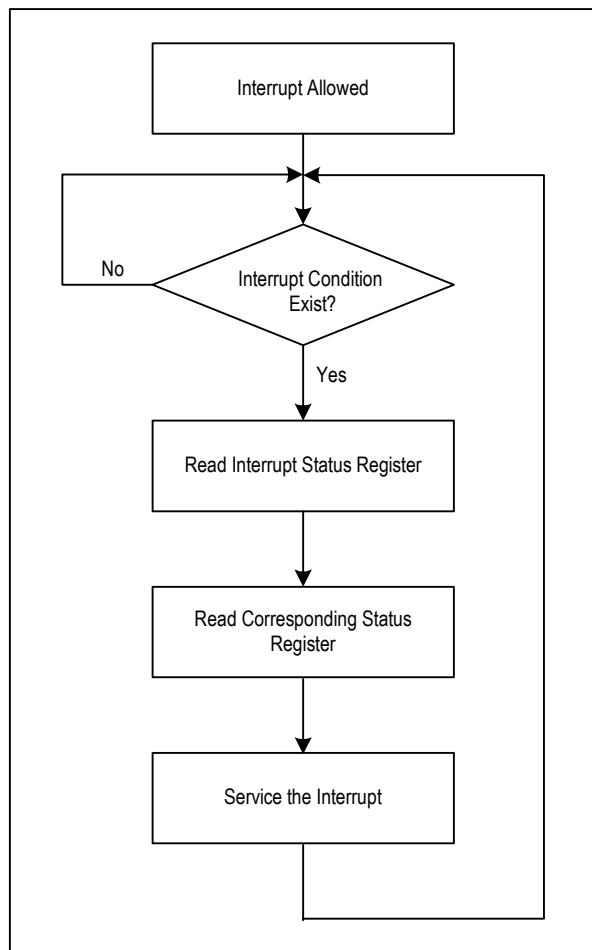 Interrupt Allowed
No
Interrupt Condition
Exist?
Yes
Read Interrupt Status Register
Read Corresponding Status
Register
Service the Interrupt